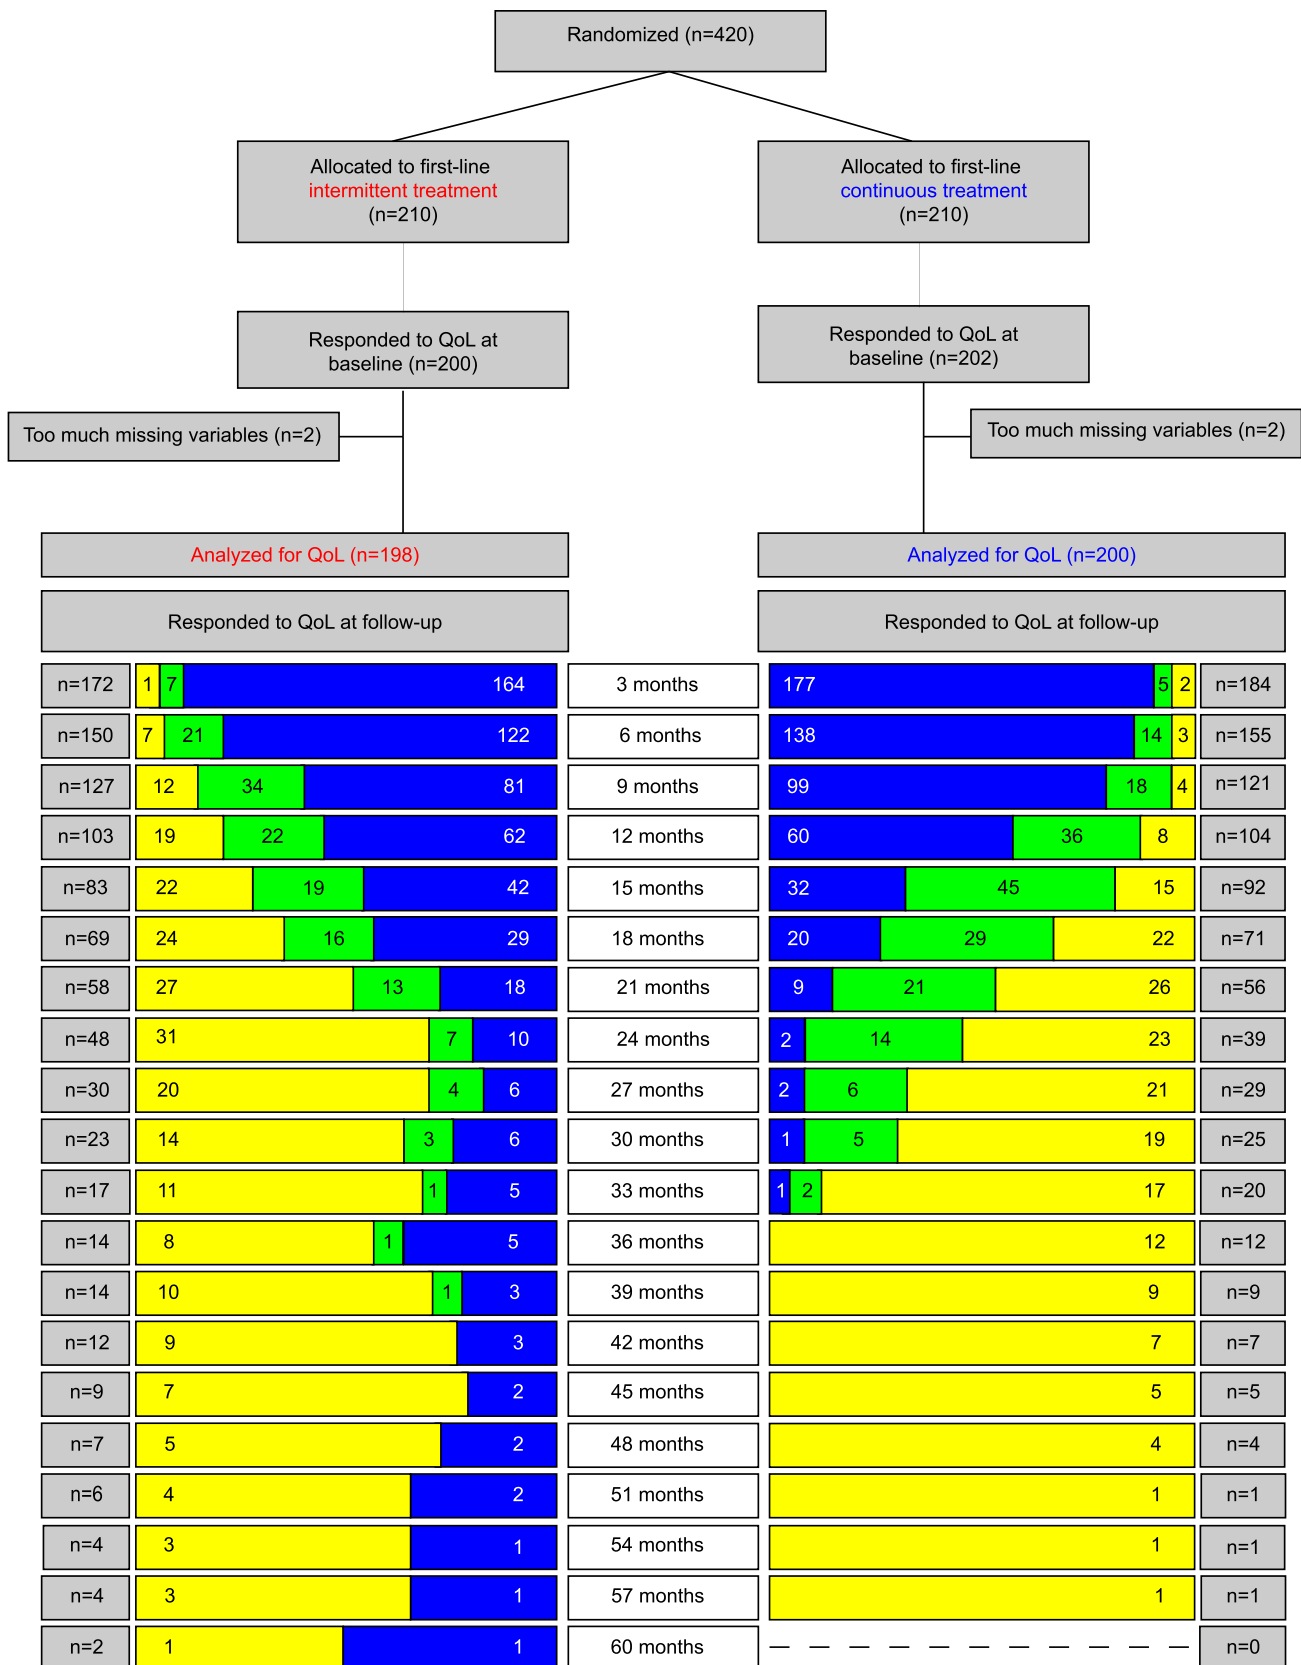 Randomized (n=420)
Allocated to first-line
intermittent treatment
(n=210)
Allocated to first-line
continuous treatment
(n=210)
Responded to QoL at
baseline (n=200)
Responded to QoL at
baseline (n=202)
Too much missing variables (n=2)
Too much missing variables (n=2)
Analyzed for QoL (n=198)
Analyzed for QoL (n=200)
Responded to QoL at follow-up
Responded to QoL at follow-up
n=172 1 7 164 3 months 177 5 2 n=184
n=150 7 21 122 6 months 138 14 3 n=155
n=127 12 34 81 9 months 99 18 4 n=121
n=103 19 22 62 12 months 60 36 8 n=104
n=83 22 19 42 15 months 32 45 15 n=92
n=69 24 16 29 18 months 20 29 22 n=71
n=58 27 13 18 21 months 9 21 26 n=56
n=48 31 7 10 24 months 2 14 23 n=39
n=30 20 4 6 27 months 2 6 21 n=29
n=23 14 3 6 30 months 1 5 19 n=25
n=17 11 1 5 33 months 1 2 17 n=20
n=14 8 1 5 36 months 12 n=12
n=14 10 1 3 39 months 9 n=9
n=12 9 3 42 months 7 n=7
n=9 7 2 45 months 5 n=5
n=7 5 2 48 months 4 n=4
n=6 4 2 51 months 1 n=1
n=4 3 1 54 months 1 n=1
n=4 3 1 57 months 1 n=1
n=2 1 1 60 months n=0